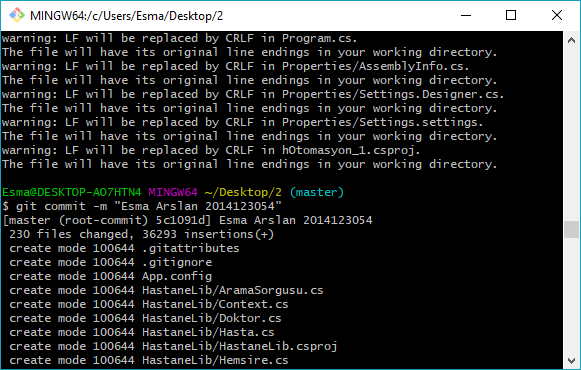 MINGW64:/c/Users/Esma/Desktop/2
warning: LF will be replaced by CRLF in Program.cs.
The file will have its original line endings in your working directory.
warning: LF will be replaced by CRLF in Properties/AssemblyInfo.cs.
The file will have its original line endings in your working directory.
warning: LF will be replaced by CRLF in Properties/Settings.Designer.cs.
The file will have its original line endings in your working directory.
warning: LF will be replaced by CRLF in Properties/Settings.settings.
The file will have its original line endings in your working directory.
warning: LF will be replaced by CRLF in hOtomasyon_1.csproj.
The file will have its original line endings in your working directory.
Esma@DESKTOP-AO7HTN4 MINGW64 ~/Desktop/2 (master)
$ git commit -m "Esma Arslan 2014123054"
[master (root-commit) 5c1091d] Esma Arslan 2014123054
230 files changed, 36293 insertions(+)
create mode 100644 .gitattributes
create mode 100644 .gitignore
create mode 100644 App.config
create mode 100644 HastaneLib/AramaSorgusu.cs
create mode 100644 HastaneLib/Context.cs
create mode 100644 HastaneLib/Doktor.cs
create mode 100644 HastaneLib/Hasta.cs
create mode 100644 HastaneLib/HastaneLib.csproj
create mode 100644 HastaneLib/Hemsire.cs